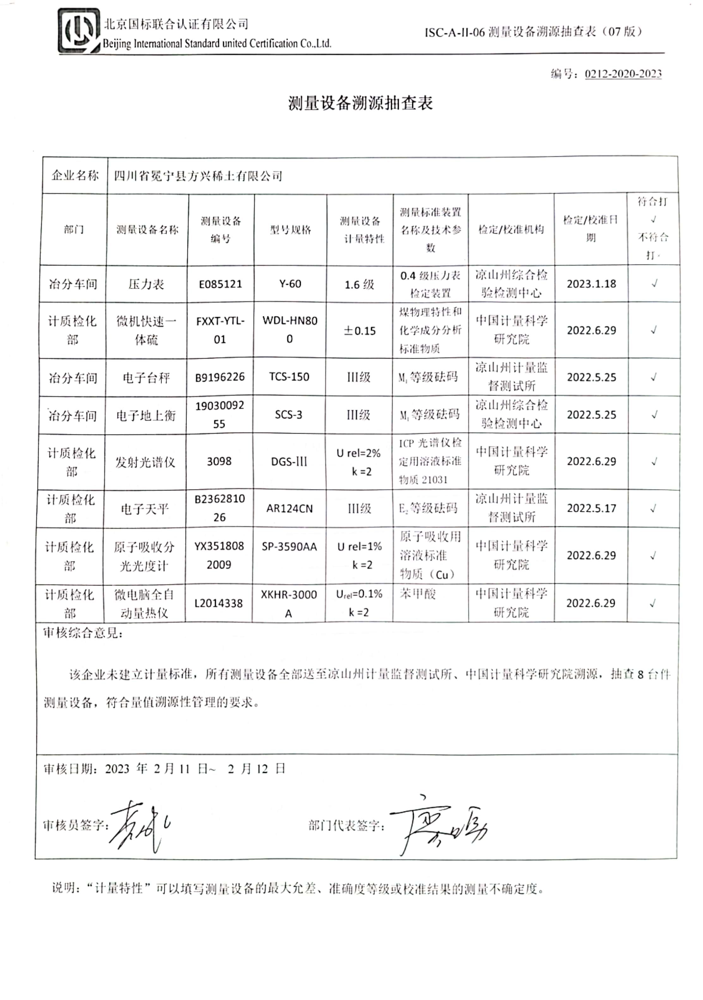 北京国标联合认证有限公司
Beijing International Standard united Certification Co.,Ltd.
ISC-A-II-06 测量设备溯源抽查表（07 版）
编号：0212-2020-2023
测量设备溯源抽查表
企业名称 四川省冕宁县方兴稀土有限公司
部门 测量设备名称 测量设备编号 型号规格 测量设备计量特性 测量标准装置名称及技术参数 检定/校准机构 检定/校准日期 符合打√不符合打×
冶分车间 压力表 E085121 Y-60 1.6 级 0.4 级压力表检定装置 凉山州综合检验检测中心 2023.1.18 √
计质检化部 微机快速一体硫 FXXT-YTL-01 WDL-HN800 ±0.15 煤物理特性和化学成分分析标准物质 中国计量科学研究院 2022.6.29 √
冶分车间 电子台秤 B9196226 TCS-150 III级 M₁等级砝码 凉山州计量监督测试所 2022.5.25 √
冶分车间 电子地上衡 1903009255 SCS-3 III级 M₁等级砝码 凉山州综合检验检测中心 2022.5.25 √
计质检化部 发射光谱仪 3098 DGS-III U rel=2% k =2 ICP 光谱仪检定用溶液标准物质 21031 中国计量科学研究院 2022.6.29 √
计质检化部 电子天平 B236281026 AR124CN III级 E₂等级砝码 凉山州计量监督测试所 2022.5.17 √
计质检化部 原子吸收分光光度计 YX3518082009 SP-3590AA U rel=1% k =2 原子吸收用溶液标准物质（Cu） 中国计量科学研究院 2022.6.29 √
计质检化部 微电脑全自动量热仪 L2014338 XKHR-3000A Urel=0.1% k =2 苯甲酸 中国计量科学研究院 2022.6.29 √
审核综合意见：
该企业未建立计量标准，所有测量设备全部送至凉山州计量监督测试所、中国计量科学研究院溯源，抽查 8 台件
测量设备，符合量值溯源性管理的要求。
审核日期：2023 年 2 月 11 日~ 2 月 12 日
审核员签字： 部门代表签字：
说明：“计量特性”可以填写测量设备的最大允差、准确度等级或校准结果的测量不确定度。